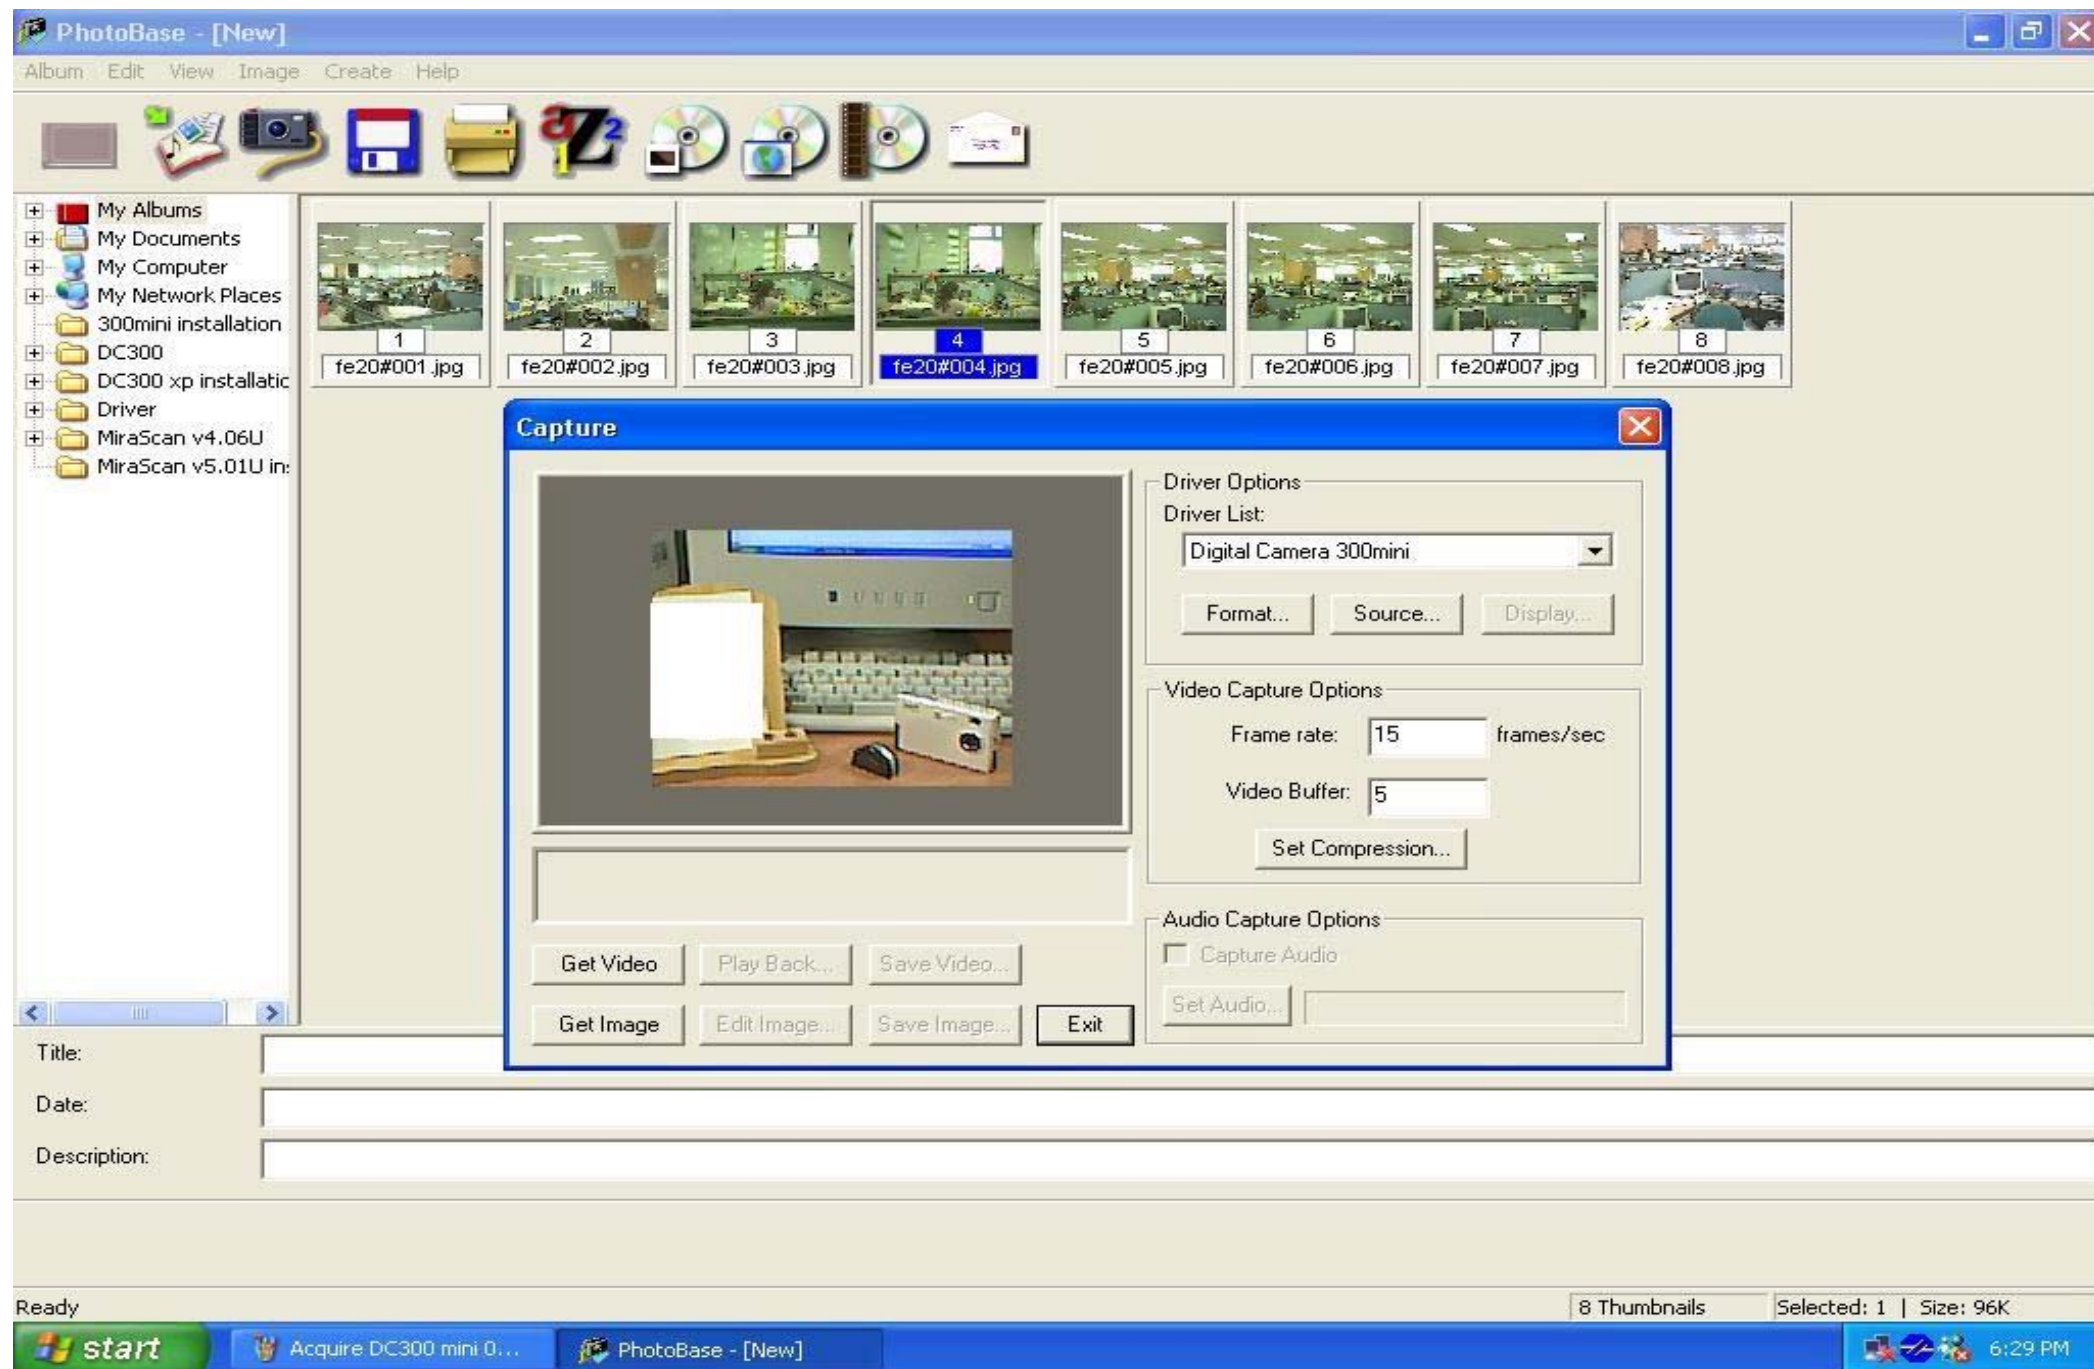 PhotoBase - [New]
Album Edit View Image Create Help
My Albums
My Documents
My Computer
My Network Places
300mini installation
DC300
DC300 xp installatic
Driver
MiraScan v4.06U
MiraScan v5.01U in:
1
fe20#001.jpg
2
fe20#002.jpg
3
fe20#003.jpg
4
fe20#004.jpg
5
fe20#005.jpg
6
fe20#006.jpg
7
fe20#007.jpg
8
fe20#008.jpg
Capture
Driver Options
Driver List:
Digital Camera 300mini
Format... Source... Display...
Video Capture Options
Frame rate: 15 frames/sec
Video Buffer: 5
Set Compression...
Audio Capture Options
Capture Audio
Set Audio...
Get Video Play Back... Save Video...
Get Image Edit Image... Save Image... Exit
Title:
Date:
Description:
Ready
8 Thumbnails
Selected: 1 | Size: 96K
start
Acquire DC300 mini 0...
PhotoBase - [New]
6:29 PM